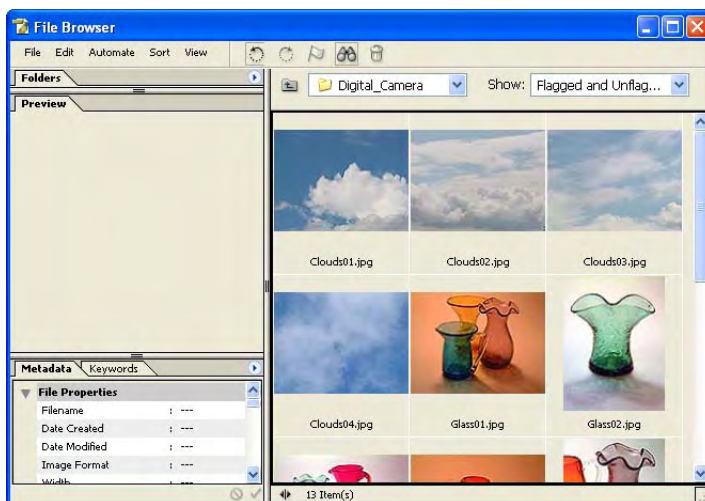 File Browser
File Edit Automate Sort View
Folders
Digital_Camera Show: Flagged and Unflag...
Preview
Clouds01.jpg Clouds02.jpg Clouds03.jpg
Clouds04.jpg Glass01.jpg Glass02.jpg
Metadata Keywords
File Properties
Filename : ---
Date Created : ---
Date Modified : ---
Image Format : ---
Width : ---
13 Item(s)